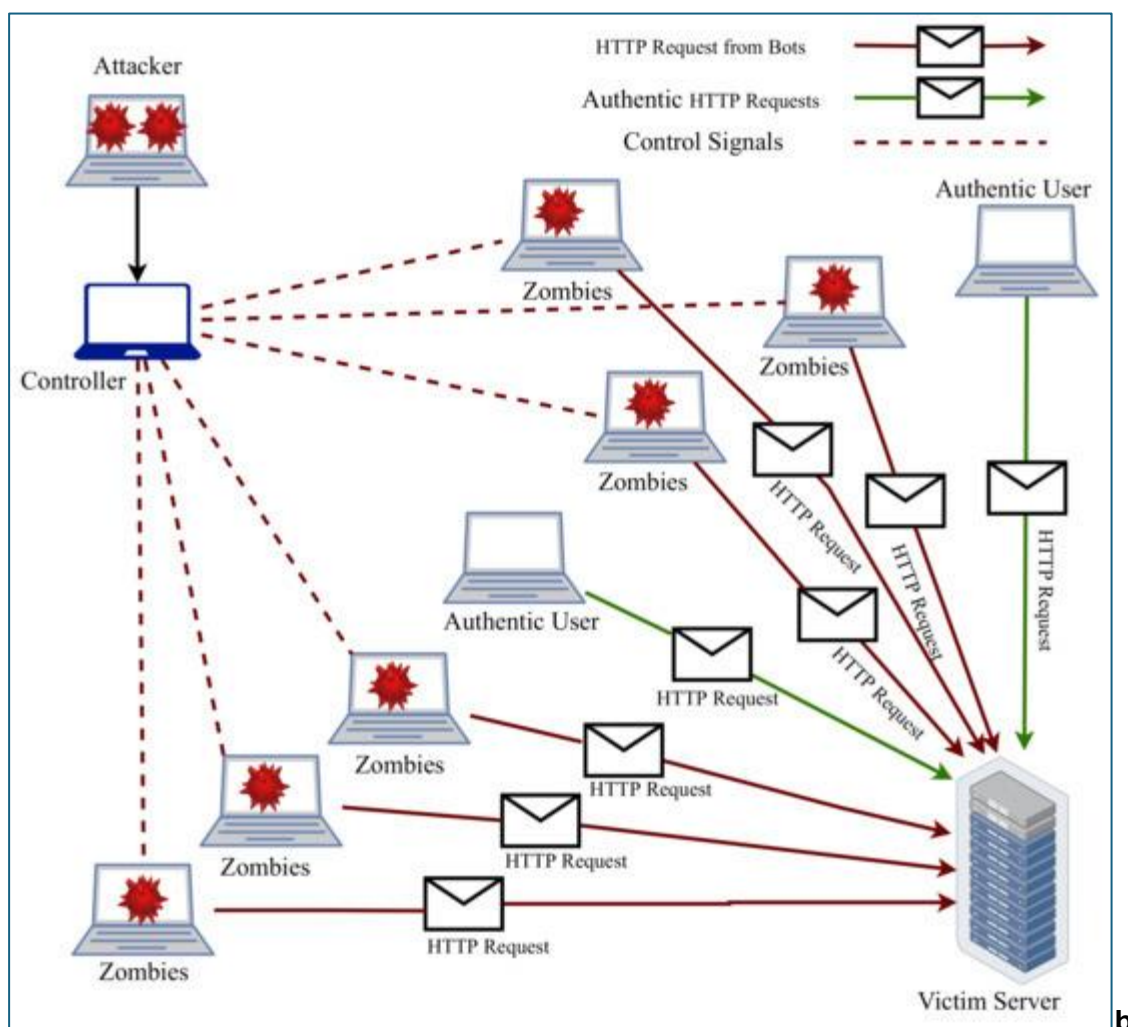 HTTP Request from Bots
Authentic HTTP Requests
Control Signals
Attacker
Authentic User
Zombies
Zombies
Controller
Zombies
HTTP Request
HTTP Request
HTTP Request
HTTP Request
Authentic User
HTTP Request
Zombies
HTTP Request
Zombies
HTTP Request
Zombies
HTTP Request
Victim Server
b